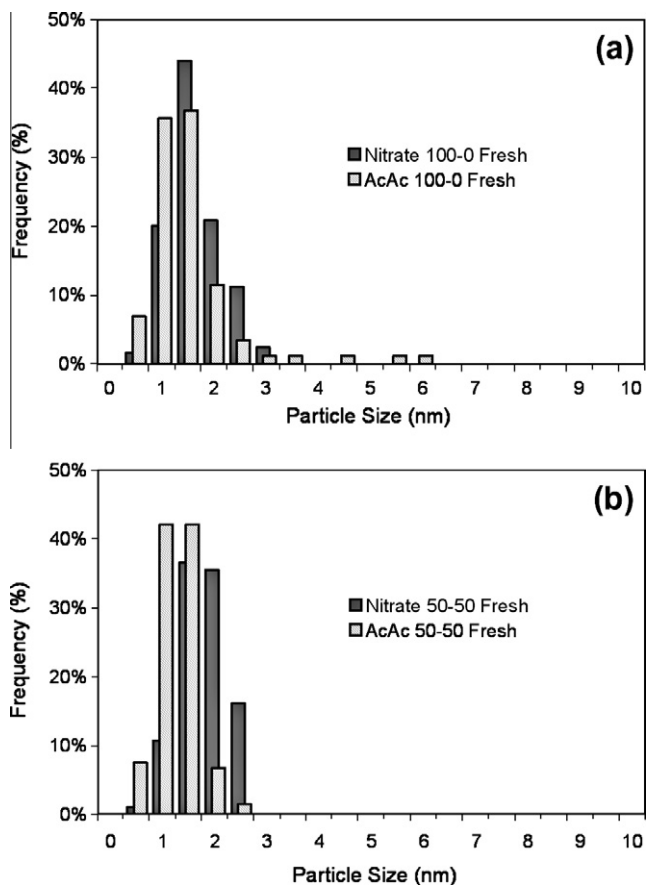 50%
(a)
40%
30%
20%
10%
0%
Frequency (%)
Nitrate 100-0 Fresh
AcAc 100-0 Fresh
0 1 2 3 4 5 6 7 8 9 10
Particle Size (nm)
50%
(b)
40%
30%
20%
10%
0%
Frequency (%)
Nitrate 50-50 Fresh
AcAc 50-50 Fresh
0 1 2 3 4 5 6 7 8 9 10
Particle Size (nm)